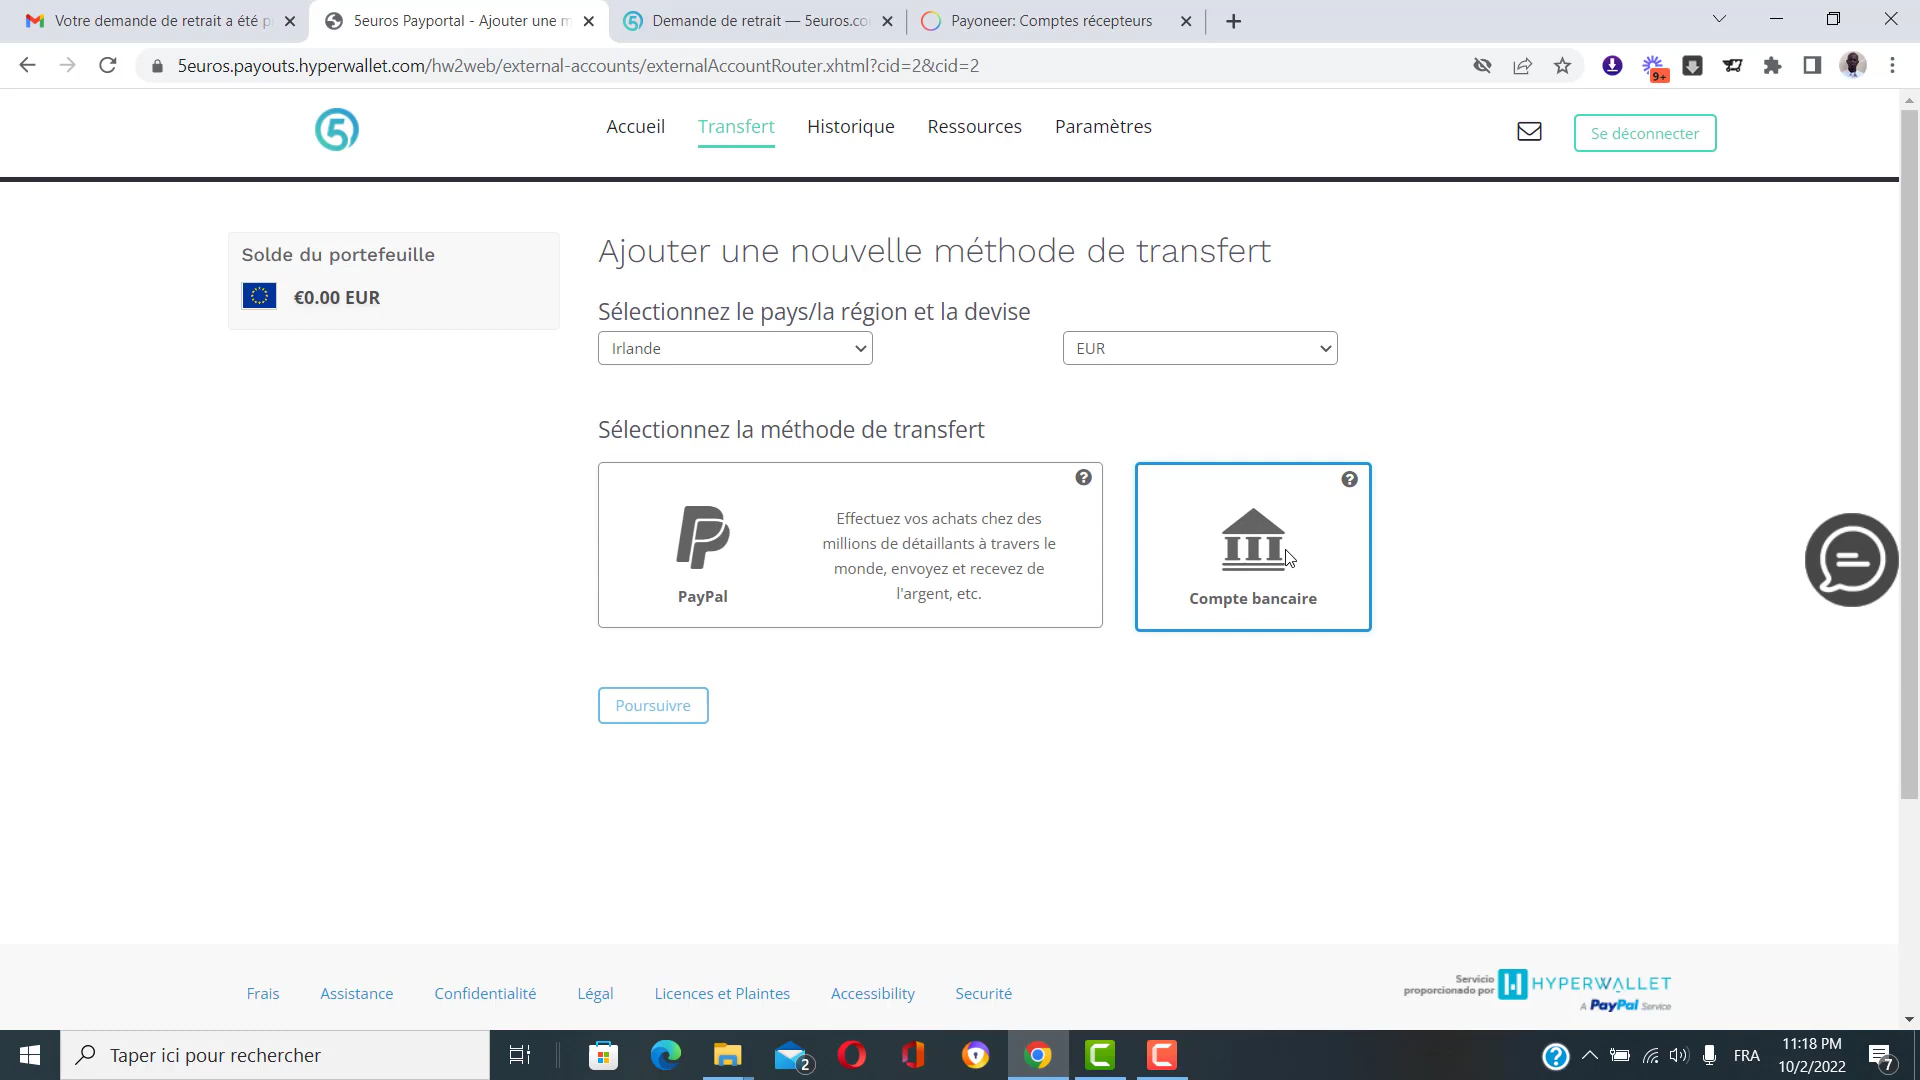 Votre demande de retrait a été p
5euros Payportal - Ajouter une m
Demande de retrait — 5euros.co
Payoneer: Comptes récepteurs
5euros.payouts.hyperwallet.com/hw2web/external-accounts/externalAccountRouter.xhtml?cid=2&cid=2
9+
5
Accueil
Transfert
Historique
Ressources
Paramètres
Se déconnecter
Solde du portefeuille
€0.00 EUR
Ajouter une nouvelle méthode de transfert
Sélectionnez le pays/la région et la devise
Irlande
EUR
Sélectionnez la méthode de transfert
PayPal
Effectuez vos achats chez des
millions de détaillants à travers le
monde, envoyez et recevez de
l'argent, etc.
Compte bancaire
Poursuivre
Frais
Assistance
Confidentialité
Légal
Licences et Plaintes
Accessibility
Securité
Servicio
proporcionado por
HYPERWALLET
A PayPal Service
Taper ici pour rechercher
2
FRA
11:18 PM
10/2/2022
7